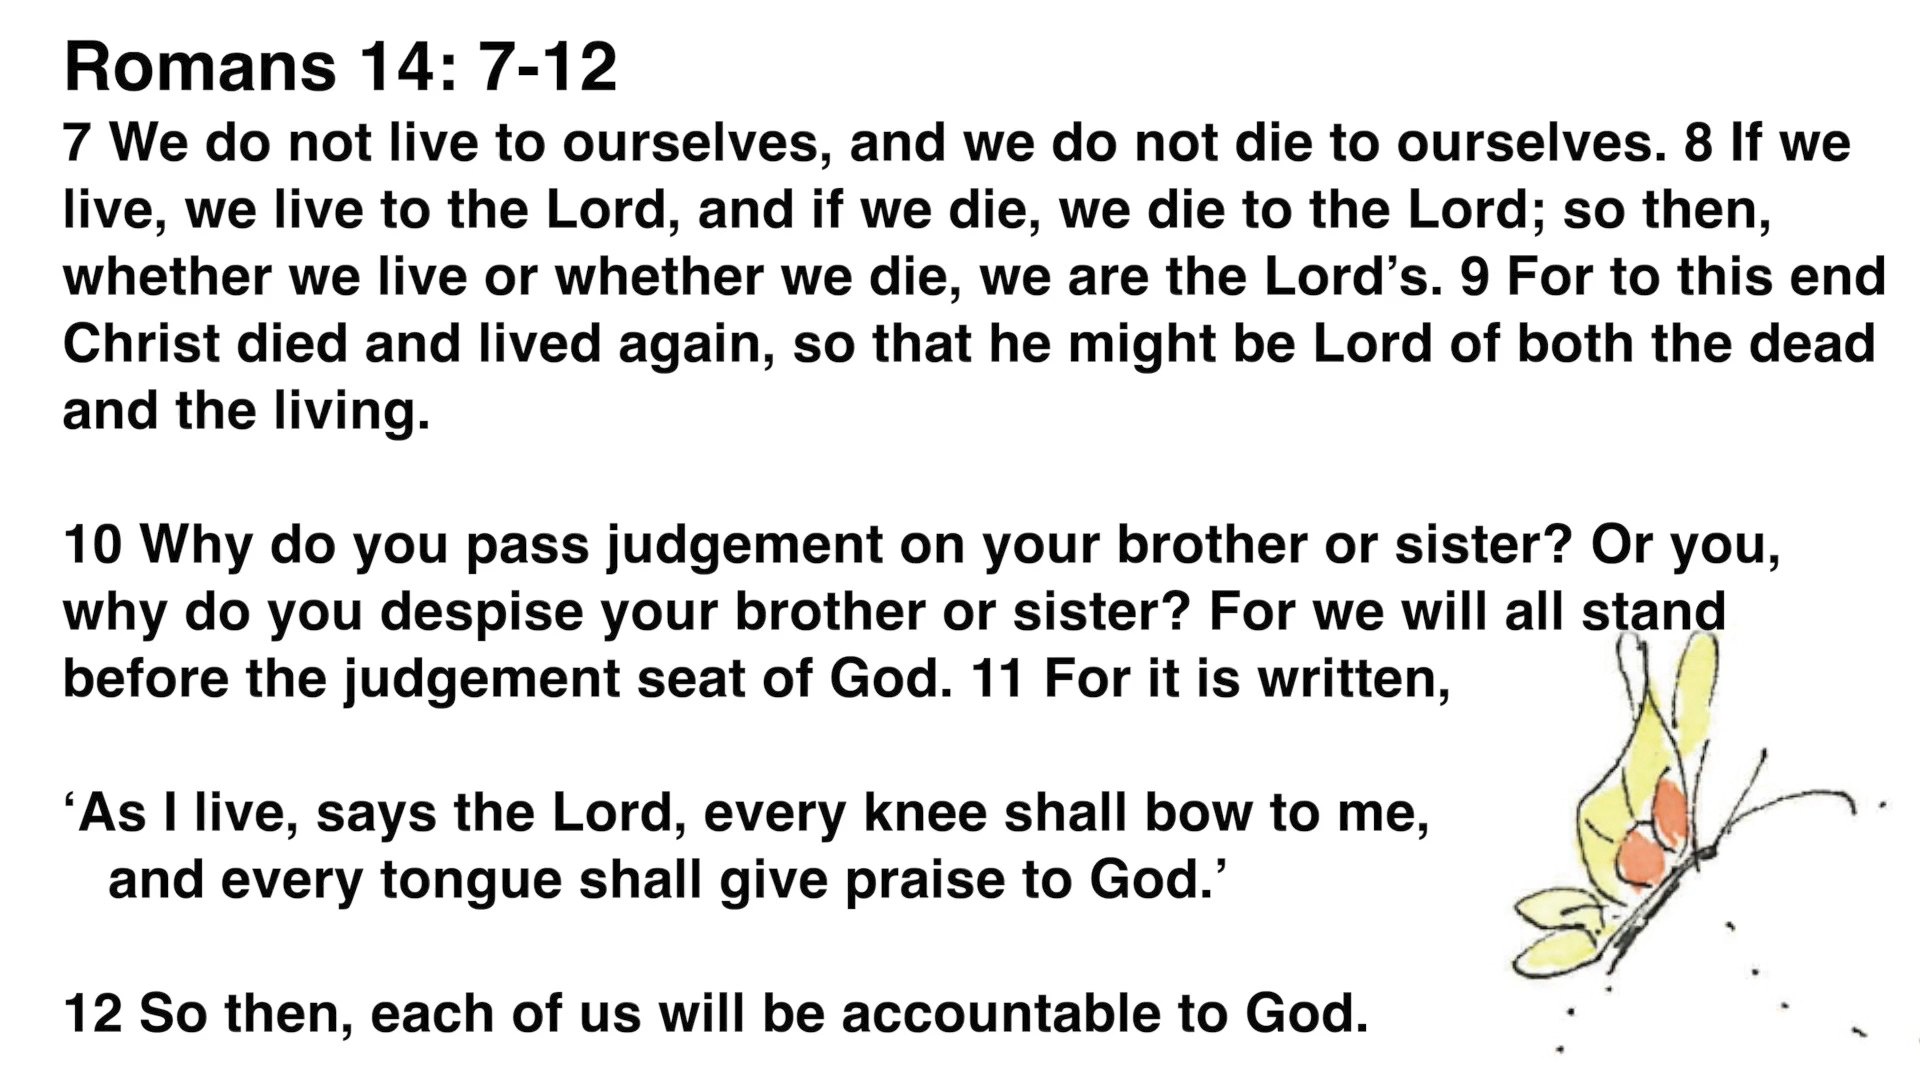 Romans 14: 7-12
7 We do not live to ourselves, and we do not die to ourselves. 8 If we
live, we live to the Lord, and if we die, we die to the Lord; so then,
whether we live or whether we die, we are the Lord’s. 9 For to this end
Christ died and lived again, so that he might be Lord of both the dead
and the living.
10 Why do you pass judgement on your brother or sister? Or you,
why do you despise your brother or sister? For we will all stand
before the judgement seat of God. 11 For it is written,
‘As I live, says the Lord, every knee shall bow to me,
and every tongue shall give praise to God.’
12 So then, each of us will be accountable to God.